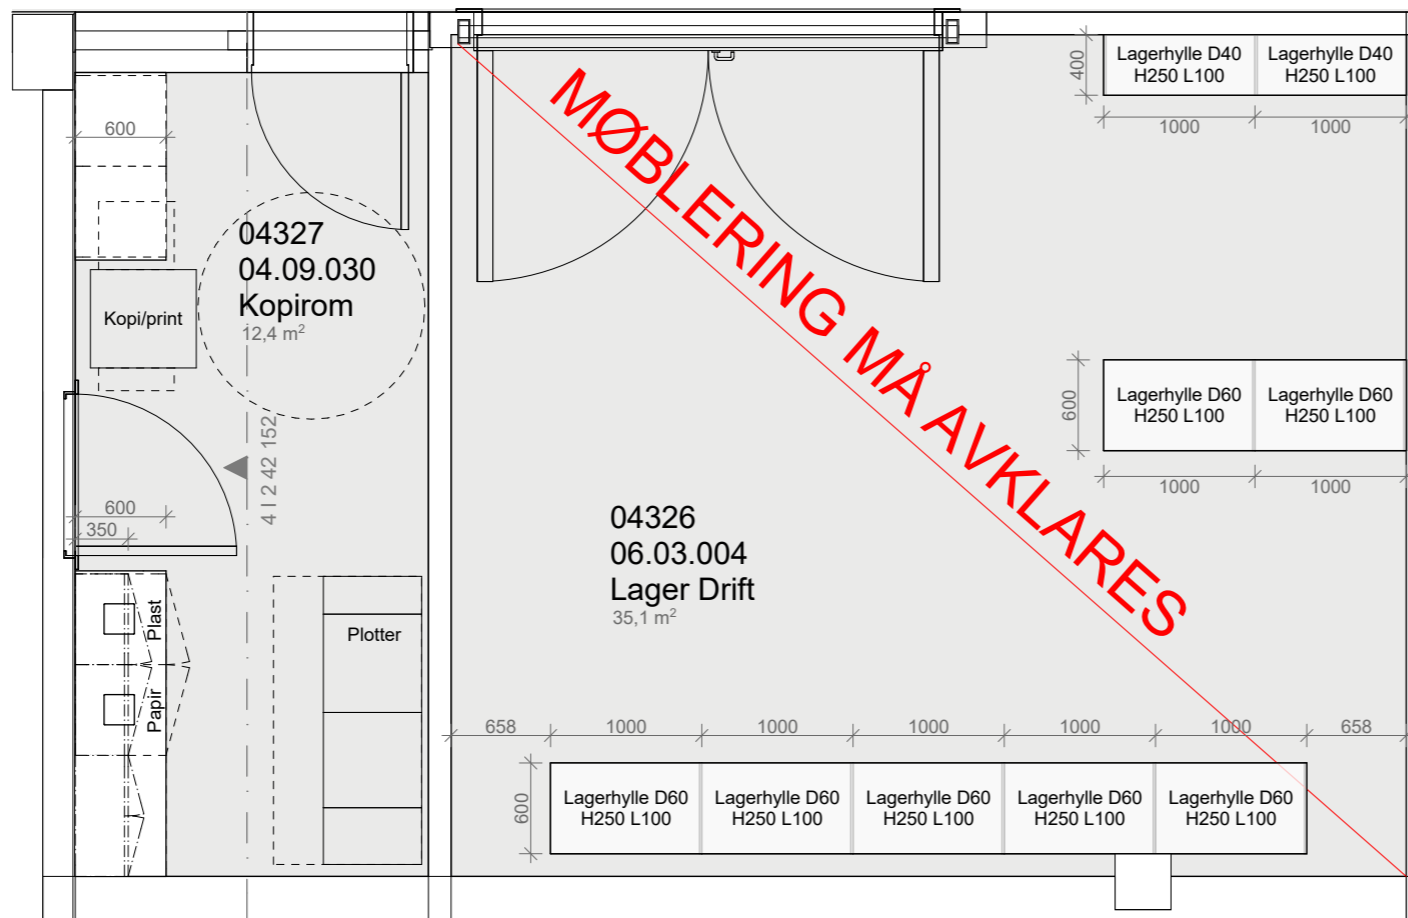 Lagerhylle D40
H250 L100
Lagerhylle D40
H250 L100
400
1000
1000
600
MØBLERING MÅ AVKLARES
04327
04.09.030
Kopirom
12,4 m²
Kopi/print
Lagerhylle D60
H250 L100
Lagerhylle D60
H250 L100
600
1000
1000
4 I 2 42 152
600
350
04326
06.03.004
Lager Drift
35,1 m²
Plast
Papir
Plotter
658
1000
1000
1000
1000
1000
658
600
Lagerhylle D60
H250 L100
Lagerhylle D60
H250 L100
Lagerhylle D60
H250 L100
Lagerhylle D60
H250 L100
Lagerhylle D60
H250 L100